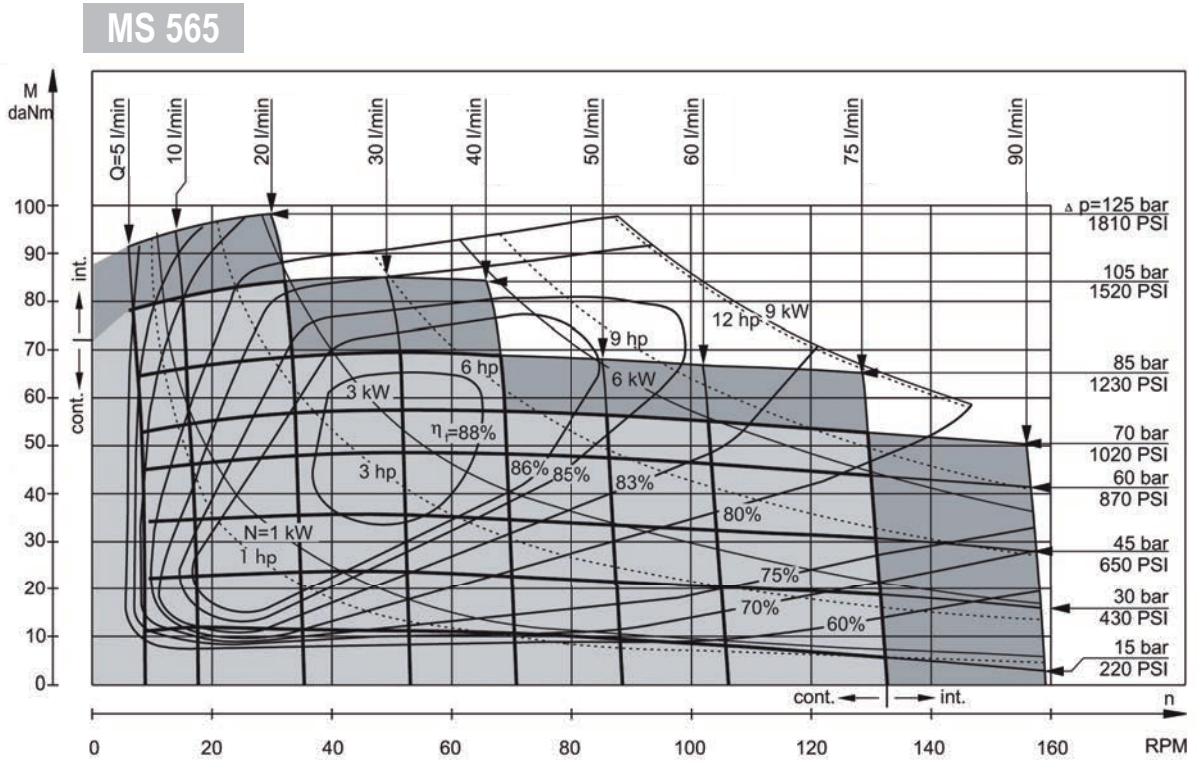 MS 565
M
daNm
Q=5 l/min
10 l/min
20 l/min
30 l/min
40 l/min
50 l/min
60 l/min
75 l/min
90 l/min
100
90
80
70
60
50
40
30
20
10
0
int.
cont.
Δ p=125 bar
1810 PSI
105 bar
1520 PSI
85 bar
1230 PSI
70 bar
1020 PSI
60 bar
870 PSI
45 bar
650 PSI
30 bar
430 PSI
15 bar
220 PSI
9 kW
12 hp
9 hp
6 hp
6 kW
3 kW
ηt=88%
3 hp
86%
85%
83%
80%
N=1 kW
1 hp
75%
70%
60%
cont.
int.
n
0
20
40
60
80
100
120
140
160
RPM